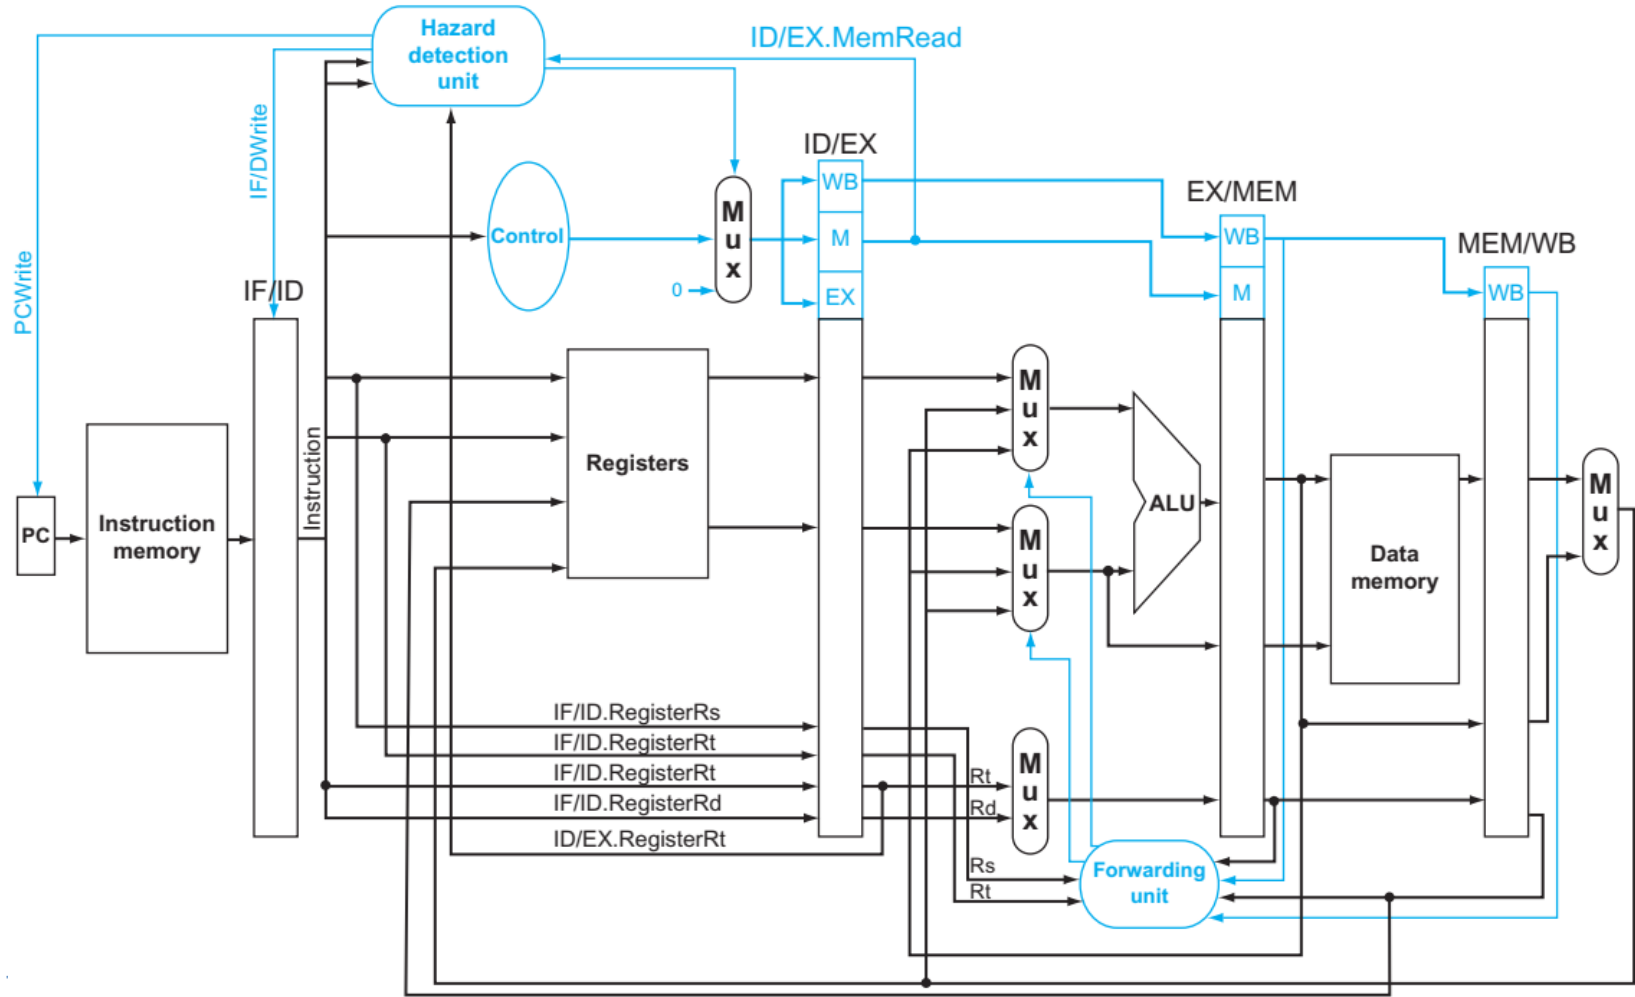 Hazard
detection
unit
ID/EX.MemRead
IF/DWrite
PCWrite
ID/EX
WB
M
EX
Control
M
u
x
0
EX/MEM
WB
M
MEM/WB
WB
IF/ID
Instruction
PC
Instruction
memory
Registers
M
u
x
M
u
x
ALU
Data
memory
M
u
x
IF/ID.RegisterRs
IF/ID.RegisterRt
IF/ID.RegisterRt
IF/ID.RegisterRd
ID/EX.RegisterRt
Rt
Rd
M
u
x
Rs
Rt
Forwarding
unit